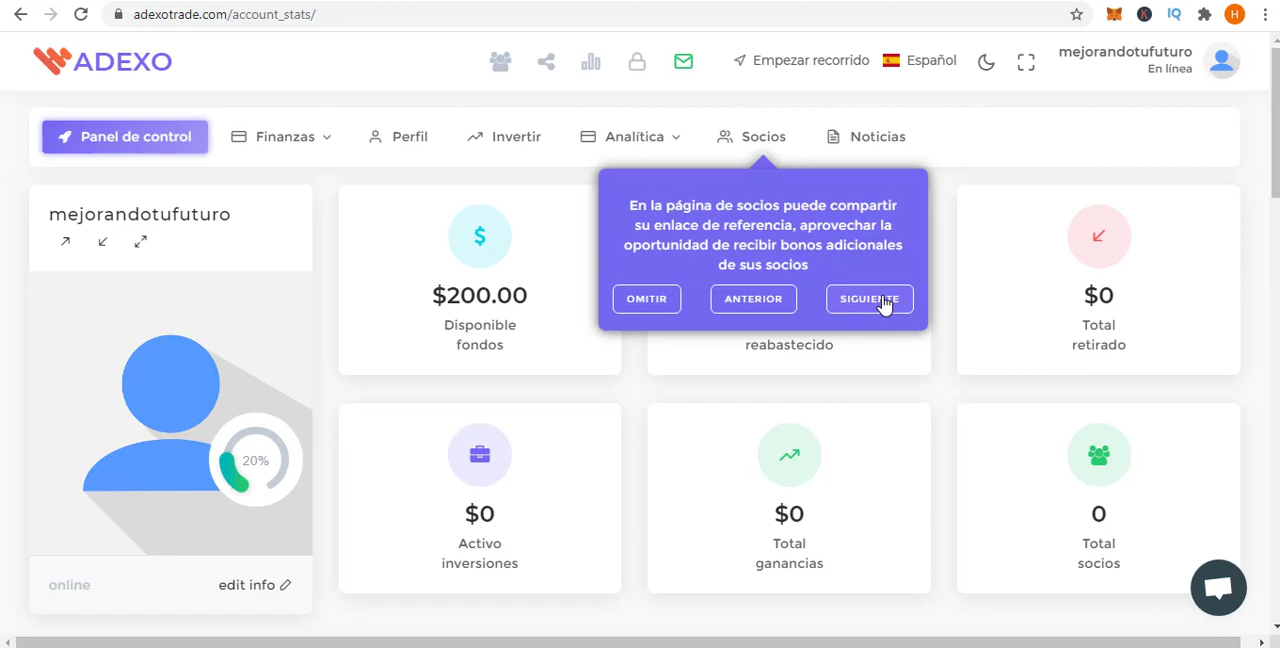 adexotrade.com/account_stats/
K
IQ
H
ADEXO
Empezar recorrido
Español
mejorandotufuturo
En línea
Panel de control
Finanzas
Perfil
Invertir
Analítica
Socios
Noticias
mejorandotufuturo
En la página de socios puede compartir
su enlace de referencia, aprovechar la
oportunidad de recibir bonos adicionales
de sus socios
OMITIR
ANTERIOR
SIGUIENTE
$
$200.00
Disponible
fondos
reabastecido
$0
Total
retirado
20%
online
edit info
$0
Activo
inversiones
$0
Total
ganancias
0
Total
socios